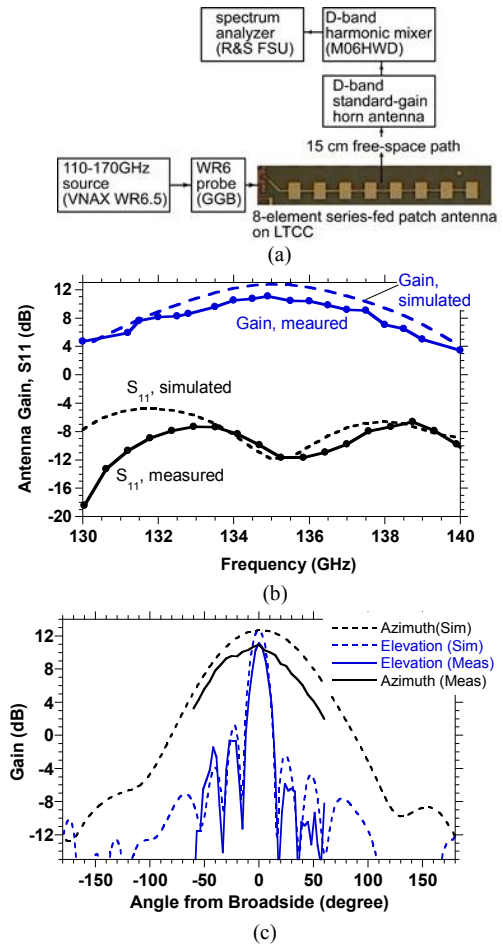 spectrum
analyzer
(R&S FSU)
D-band
harmonic mixer
(M06HWD)
D-band
standard-gain
horn antenna
15 cm free-space path
110-170GHz
source
(VNAX WR6.5)
WR6
probe
(GGB)
8-element series-fed patch antenna
on LTCC
(a)
Antenna Gain, S11 (dB)
12
8
4
0
-4
-8
-12
-16
-20
Gain,
simulated
Gain, meaured
S11, simulated
S11, measured
130
132
134
136
138
140
Frequency (GHz)
(b)
Gain (dB)
12
8
4
0
-4
-8
-12
Azimuth(Sim)
Elevation (Sim)
Elevation (Meas)
Azimuth (Meas)
-150
-100
-50
0
50
100
150
Angle from Broadside (degree)
(c)